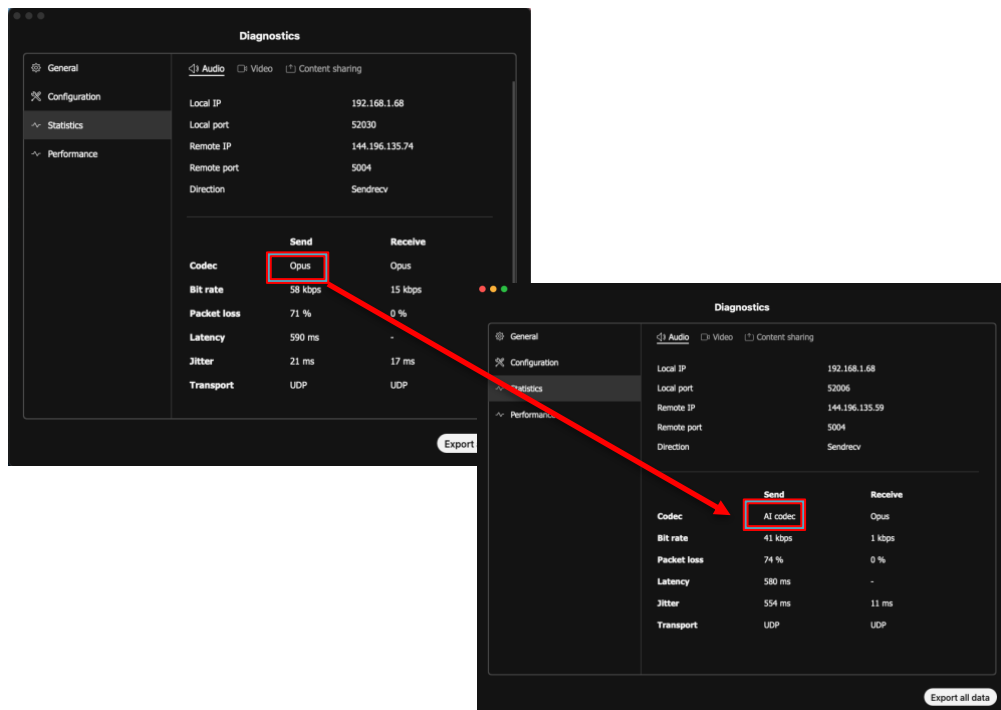 Diagnostics
General
Configuration
Statistics
Performance
Audio Video Content sharing
Local IP 192.168.1.68
Local port 52030
Remote IP 144.196.135.74
Remote port 5004
Direction Sendrecv
Send Receive
Codec Opus Opus
Bit rate 58 kbps 15 kbps
Packet loss 71 % 0 %
Latency 590 ms -
Jitter 21 ms 17 ms
Transport UDP UDP
Export
Diagnostics
General
Configuration
Statistics
Performance
Audio Video Content sharing
Local IP 192.168.1.68
Local port 52006
Remote IP 144.196.135.59
Remote port 5004
Direction Sendrecv
Send Receive
Codec AI codec Opus
Bit rate 41 kbps 1 kbps
Packet loss 74 % 0 %
Latency 580 ms -
Jitter 554 ms 11 ms
Transport UDP UDP
Export all data